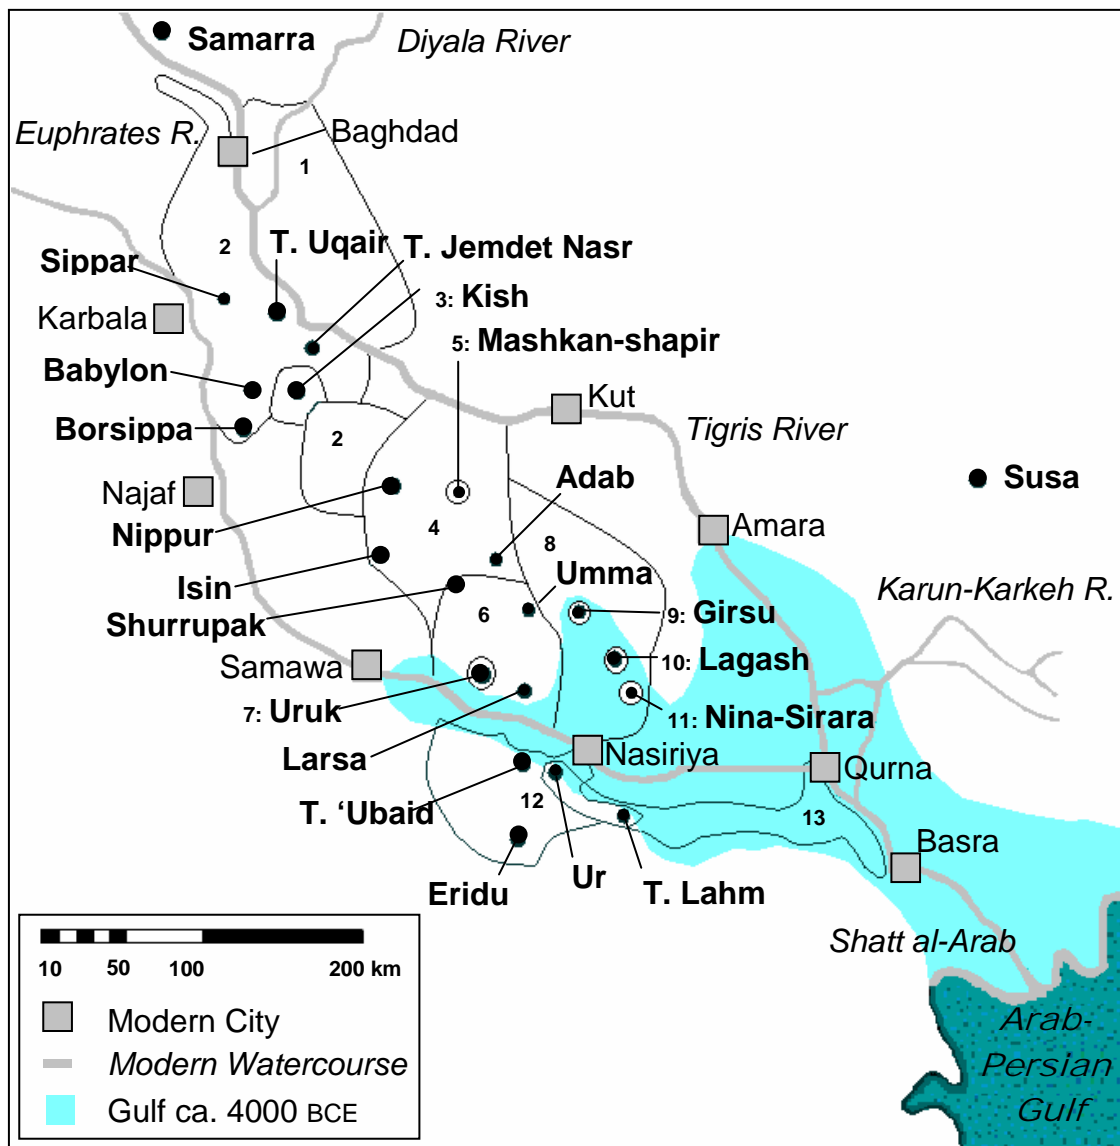 Samarra
Diyala River
Euphrates R.
Baghdad
1
2
T. Uqair
T. Jemdet Nasr
Sippar
3: Kish
Karbala
5: Mashkan-shapir
Babylon
Kut
Borsippa
Tigris River
2
Adab
Susa
Najaf
Nippur
4
Amara
8
Isin
Umma
Karun-Karkeh R.
Shurrupak
6
9: Girsu
Samawa
10: Lagash
7: Uruk
11: Nina-Sirara
Larsa
Nasiriya
Qurna
T. ‘Ubaid
12
13
Basra
Eridu
Ur
T. Lahm
Shatt al-Arab
10 50 100 200 km
Modern City
Modern Watercourse
Gulf ca. 4000 BCE
Arab-
Persian
Gulf